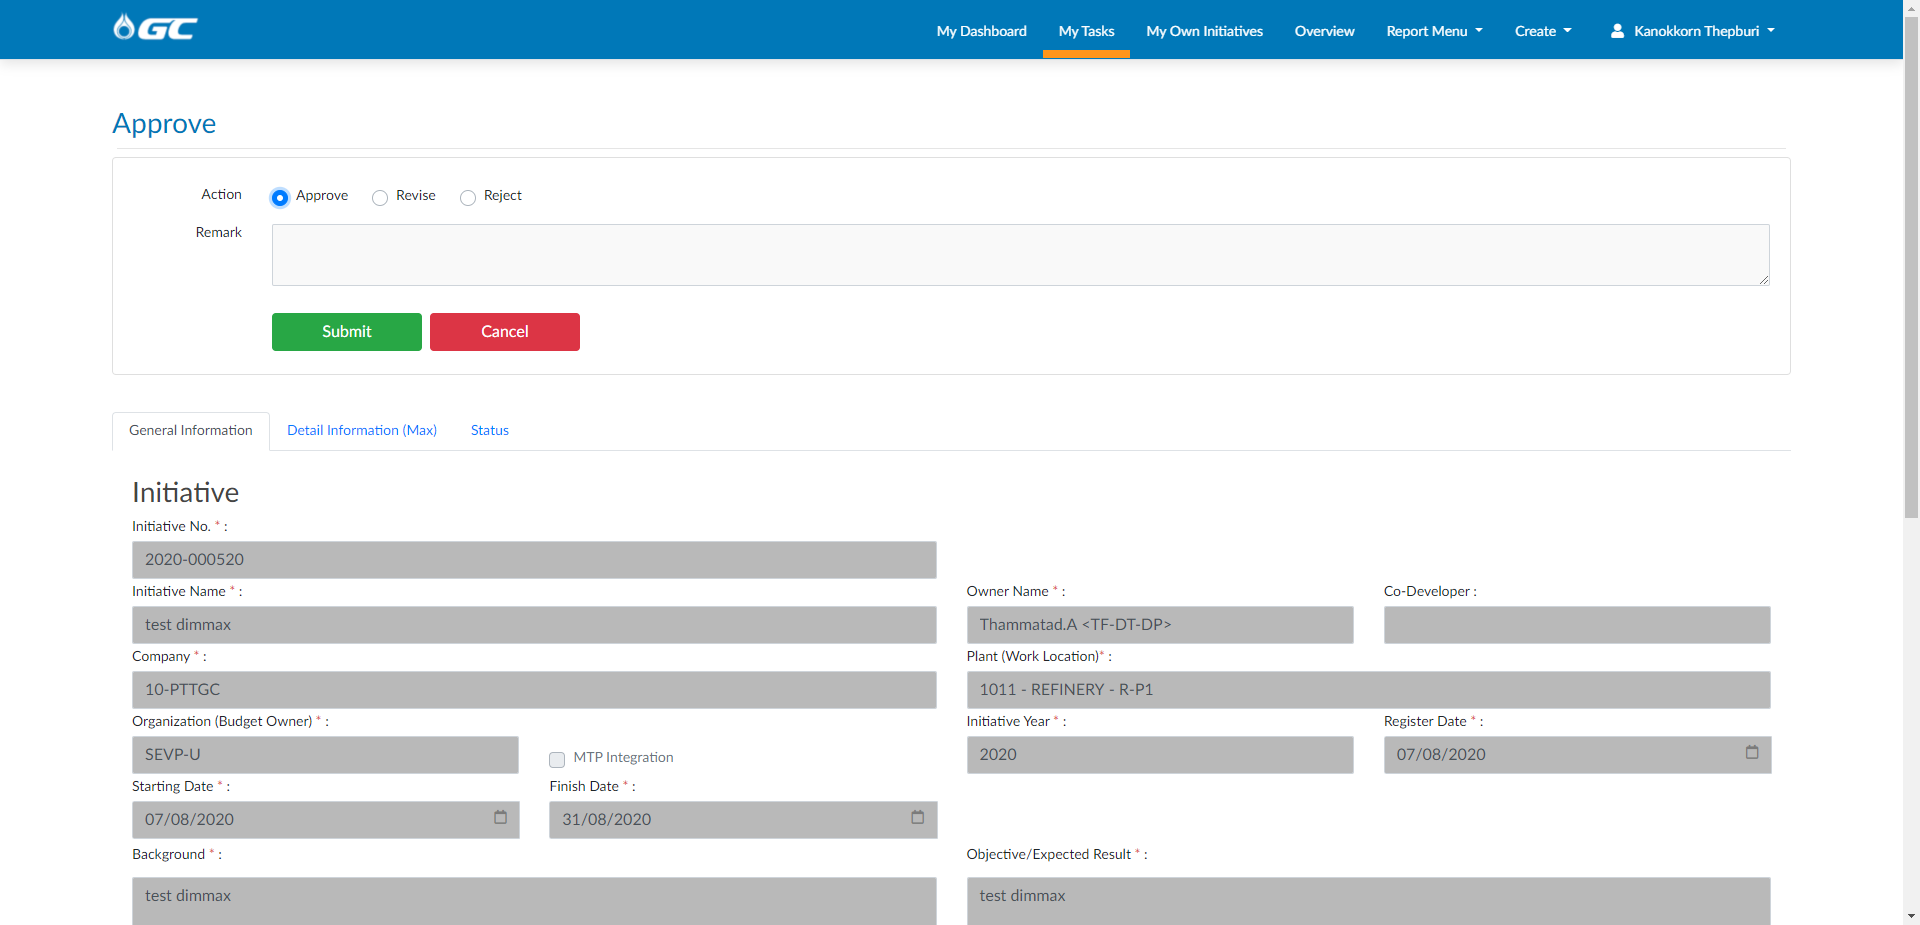 GC
My Dashboard My Tasks My Own Initiatives Overview Report Menu Create Kanokkorn Thepburi
Approve
Action Approve Revise Reject
Remark
Submit Cancel
General Information Detail Information (Max) Status
Initiative
Initiative No. * :
2020-000520
Initiative Name * : Owner Name * : Co-Developer :
test dimmax Thammatad.A <TF-DT-DP>
Company * : Plant (Work Location)* :
10-PTTGC 1011 - REFINERY - R-P1
Organization (Budget Owner) * : Initiative Year * : Register Date * :
SEVP-U MTP Integration 2020 07/08/2020
Starting Date * : Finish Date * :
07/08/2020 31/08/2020
Background * : Objective/Expected Result * :
test dimmax test dimmax